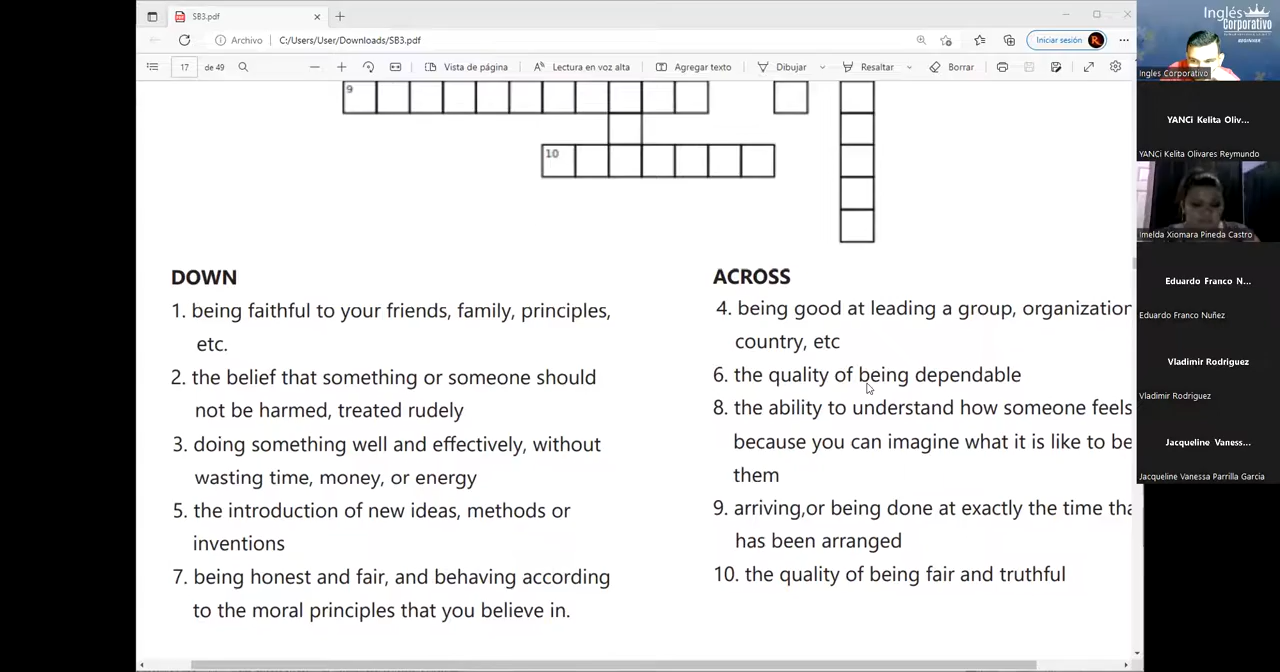 SB3.pdf
Archivo
C:/Users/User/Downloads/SB3.pdf
Iniciar sesión
R
17
de 49
Vista de página
Lectura en voz alta
Agregar texto
Dibujar
Resaltar
Borrar
9
10
DOWN
1. being faithful to your friends, family, principles,
etc.
2. the belief that something or someone should
not be harmed, treated rudely
3. doing something well and effectively, without
wasting time, money, or energy
5. the introduction of new ideas, methods or
inventions
7. being honest and fair, and behaving according
to the moral principles that you believe in.
ACROSS
4. being good at leading a group, organization
country, etc
6. the quality of being dependable
8. the ability to understand how someone feels
because you can imagine what it is like to be
them
9. arriving,or being done at exactly the time tha
has been arranged
10. the quality of being fair and truthful
Inglés
Corporativo
BEGINNER
Ingles Corporativo
YANCi Kelita Oliv...
YANCi Kelita Olivares Reymundo
Imelda Xiomara Pineda Castro
Eduardo Franco N...
Eduardo Franco Nuñez
Vladimir Rodriguez
Vladimir Rodriguez
Jacqueline Vaness...
Jacqueline Vanessa Parrilla Garcia